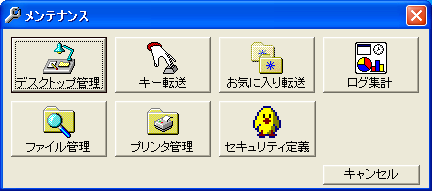 メンテナンス
デスクトップ管理
キー転送
お気に入り転送
ログ集計
ファイル管理
プリンタ管理
セキュリティ定義
キャンセル